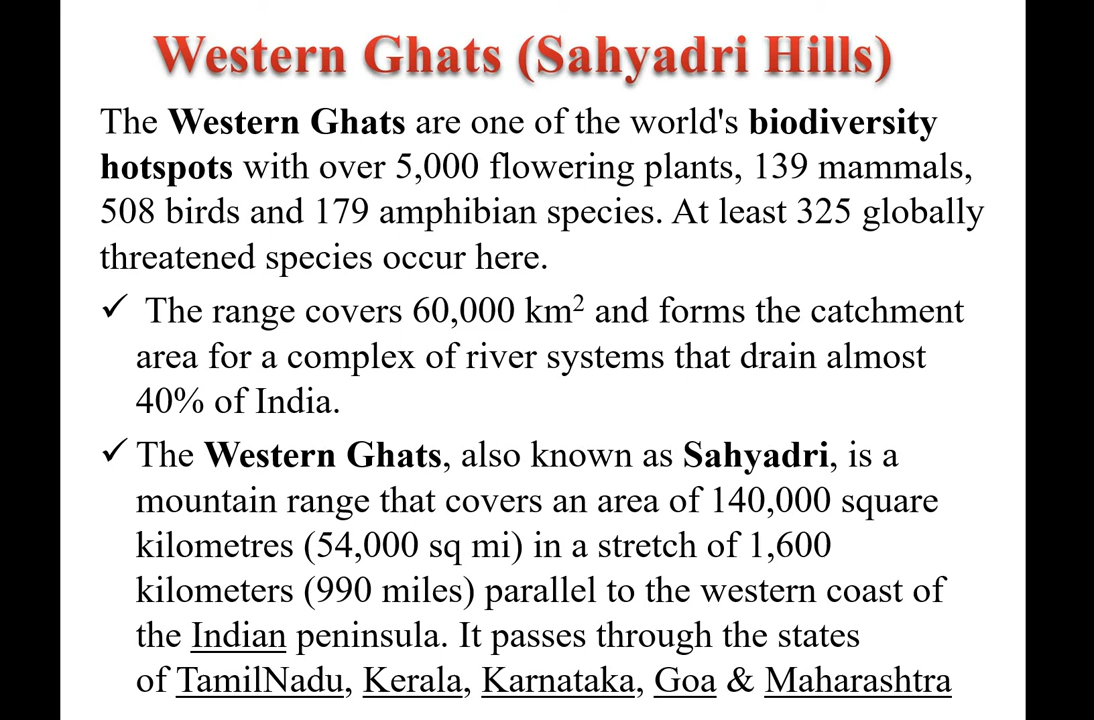 Western Ghats (Sahyadri Hills)
The Western Ghats are one of the world's biodiversity
hotspots with over 5,000 flowering plants, 139 mammals,
508 birds and 179 amphibian species. At least 325 globally
threatened species occur here.
✓ The range covers 60,000 km² and forms the catchment
area for a complex of river systems that drain almost
40% of India.
✓ The Western Ghats, also known as Sahyadri, is a
mountain range that covers an area of 140,000 square
kilometres (54,000 sq mi) in a stretch of 1,600
kilometers (990 miles) parallel to the western coast of
the Indian peninsula. It passes through the states
of TamilNadu, Kerala, Karnataka, Goa & Maharashtra